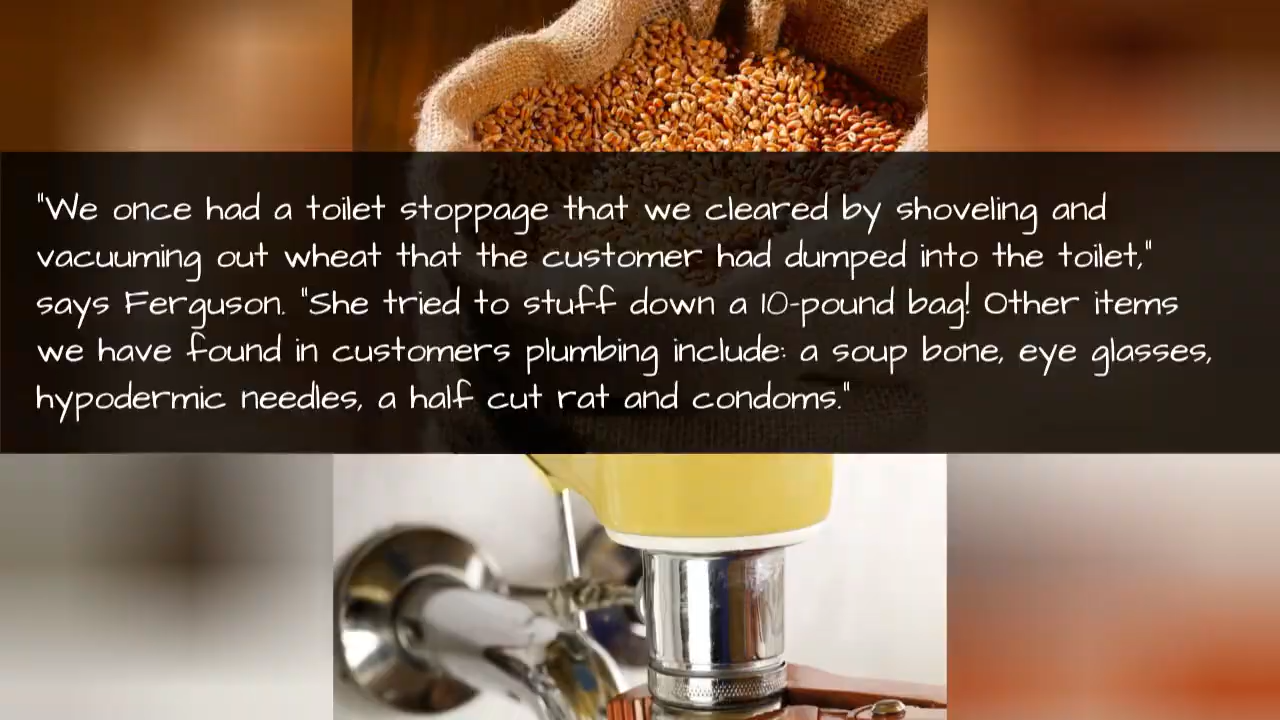 "We once had a toilet stoppage that we cleared by shoveling and
vacuuming out wheat that the customer had dumped into the toilet,"
says Ferguson. "She tried to stuff down a 10-pound bag! Other items
we have found in customers plumbing include: a soup bone, eye glasses,
hypodermic needles, a half cut rat and condoms."